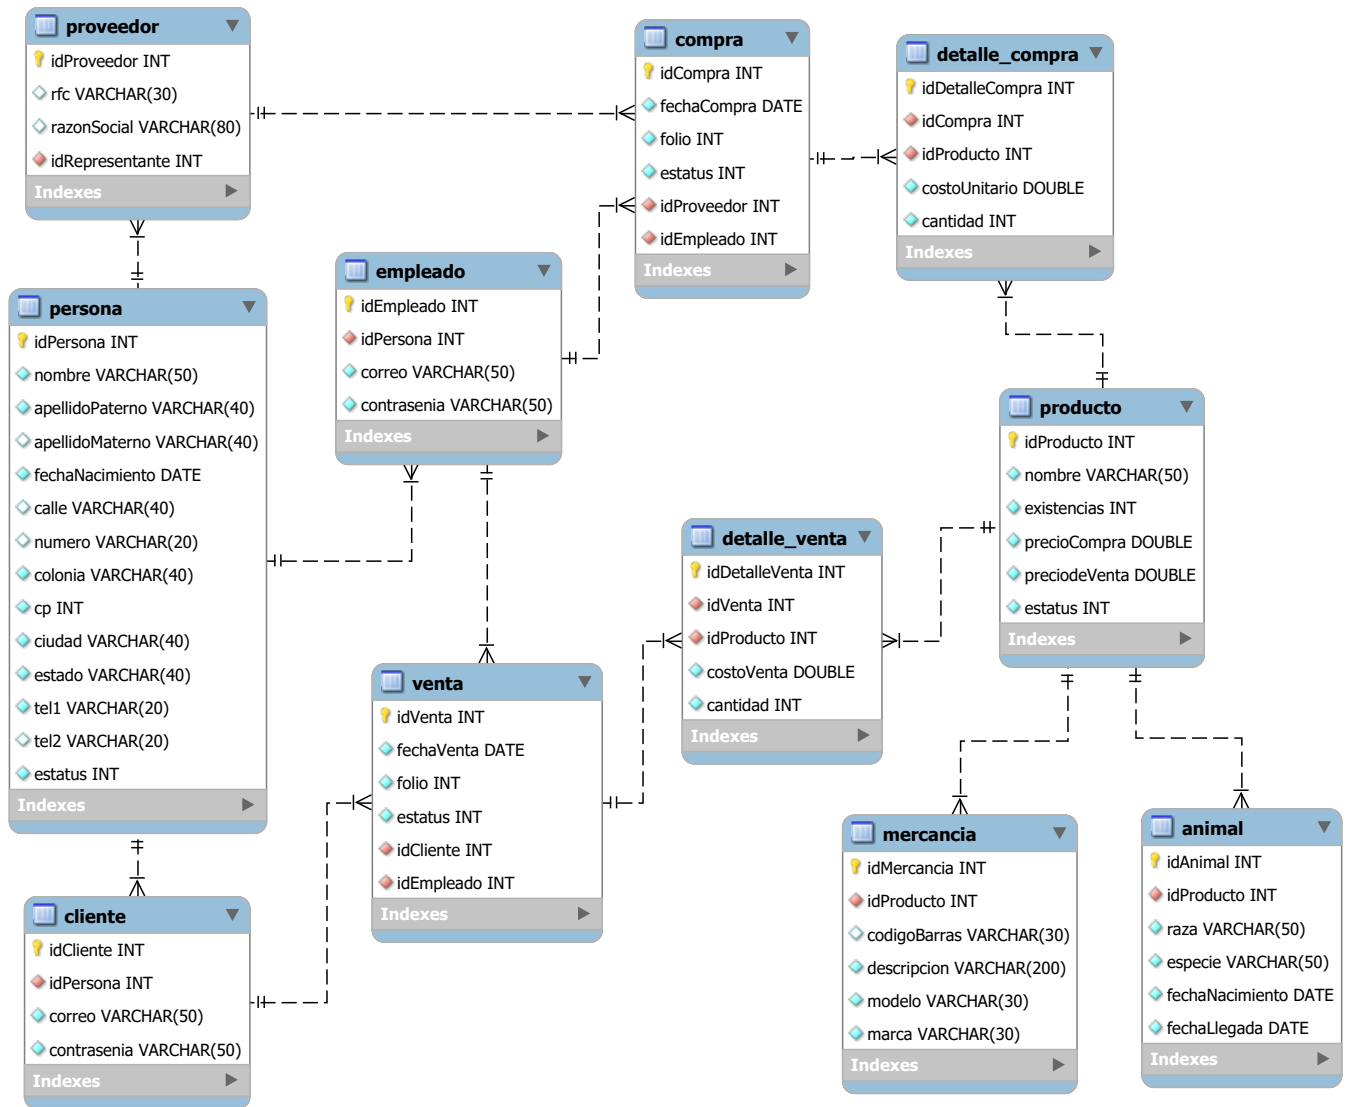 proveedor
idProveedor INT
rfc VARCHAR(30)
razonSocial VARCHAR(80)
idRepresentante INT
Indexes
compra
idCompra INT
fechaCompra DATE
folio INT
estatus INT
idProveedor INT
idEmpleado INT
Indexes
detalle_compra
idDetalleCompra INT
idCompra INT
idProducto INT
costoUnitario DOUBLE
cantidad INT
Indexes
empleado
idEmpleado INT
idPersona INT
correo VARCHAR(50)
contrasenia VARCHAR(50)
Indexes
persona
idPersona INT
nombre VARCHAR(50)
apellidoPaterno VARCHAR(40)
apellidoMaterno VARCHAR(40)
fechaNacimiento DATE
calle VARCHAR(40)
numero VARCHAR(20)
colonia VARCHAR(40)
cp INT
ciudad VARCHAR(40)
estado VARCHAR(40)
tel1 VARCHAR(20)
tel2 VARCHAR(20)
estatus INT
Indexes
producto
idProducto INT
nombre VARCHAR(50)
existencias INT
precioCompra DOUBLE
preciodeVenta DOUBLE
estatus INT
Indexes
detalle_venta
idDetalleVenta INT
idVenta INT
idProducto INT
costoVenta DOUBLE
cantidad INT
Indexes
venta
idVenta INT
fechaVenta DATE
folio INT
estatus INT
idCliente INT
idEmpleado INT
Indexes
cliente
idCliente INT
idPersona INT
correo VARCHAR(50)
contrasenia VARCHAR(50)
Indexes
mercancia
idMercancia INT
idProducto INT
codigoBarras VARCHAR(30)
descripcion VARCHAR(200)
modelo VARCHAR(30)
marca VARCHAR(30)
Indexes
animal
idAnimal INT
idProducto INT
raza VARCHAR(50)
especie VARCHAR(50)
fechaNacimiento DATE
fechaLlegada DATE
Indexes